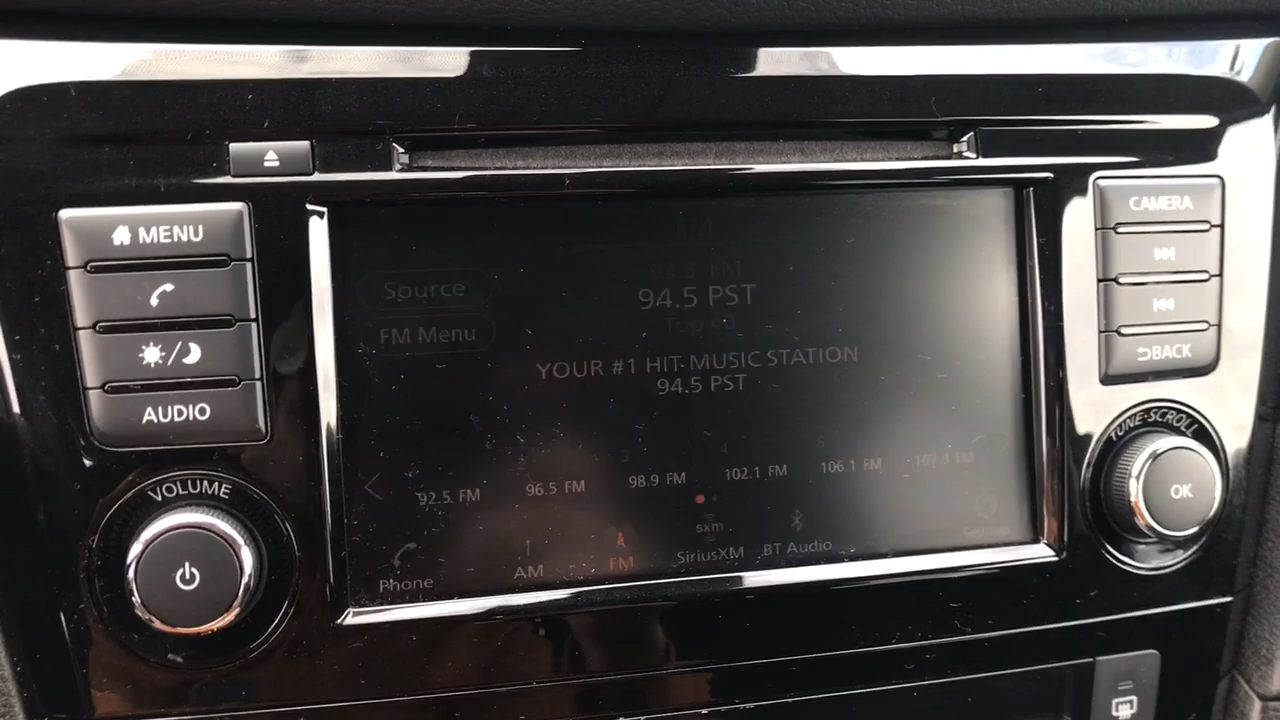 MENU
AUDIO
VOLUME
Source
FM Menu
94.5 PST
Top 40
YOUR #1 HIT MUSIC STATION
94.5 PST
92.5 FM
96.5 FM
98.9 FM
102.1 FM
106.1 FM
Phone
AM
FM
sxm
SiriusXM
BT Audio
CAMERA
BACK
TUNE-SCROLL
OK